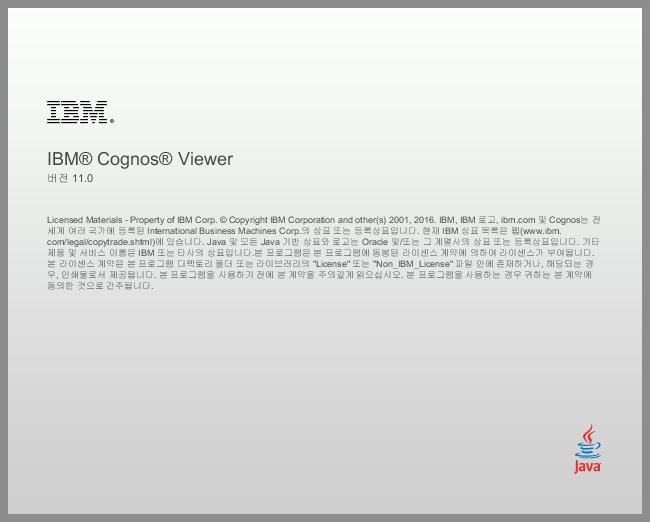 IBM®
IBM® Cognos® Viewer
버전 11.0
Licensed Materials - Property of IBM Corp. © Copyright IBM Corporation and other(s) 2001, 2016. IBM, IBM 로고, ibm.com 및 Cognos는 전
세계 여러 국가에 등록된 International Business Machines Corp.의 상표 또는 등록상표입니다. 현재 IBM 상표 목록은 웹(www.ibm.
com/legal/copytrade.shtml)에 있습니다. Java 및 모든 Java 기반 상표와 로고는 Oracle 및/또는 그 계열사의 상표 또는 등록상표입니다. 기타
제품 및 서비스 이름은 IBM 또는 타사의 상표입니다.본 프로그램은 본 프로그램에 동봉된 라이센스 계약에 의하여 라이센스가 부여됩니다.
본 라이센스 계약은 본 프로그램 디렉토리 폴더 또는 라이브러리의 "License" 또는 "Non_IBM_License" 파일 안에 존재하거나, 해당되는 경
우, 인쇄물로서 제공됩니다. 본 프로그램을 사용하기 전에 본 계약을 주의깊게 읽으십시오. 본 프로그램을 사용하는 경우 귀하는 본 계약에
동의한 것으로 간주됩니다.
Java